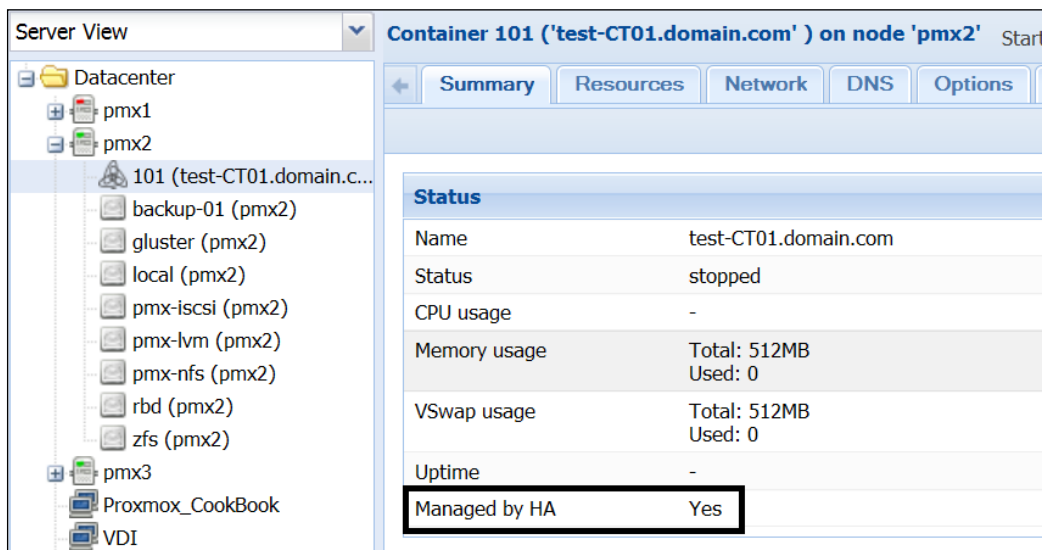 Server View
Datacenter
pmx1
pmx2
101 (test-CT01.domain.c...
backup-01 (pmx2)
gluster (pmx2)
local (pmx2)
pmx-iscsi (pmx2)
pmx-lvm (pmx2)
pmx-nfs (pmx2)
rbd (pmx2)
zfs (pmx2)
pmx3
Proxmox_CookBook
VDI
Container 101 ('test-CT01.domain.com' ) on node 'pmx2' Start
Summary Resources Network DNS Options
Status
Name test-CT01.domain.com
Status stopped
CPU usage -
Memory usage Total: 512MB
Used: 0
VSwap usage Total: 512MB
Used: 0
Uptime -
Managed by HA Yes